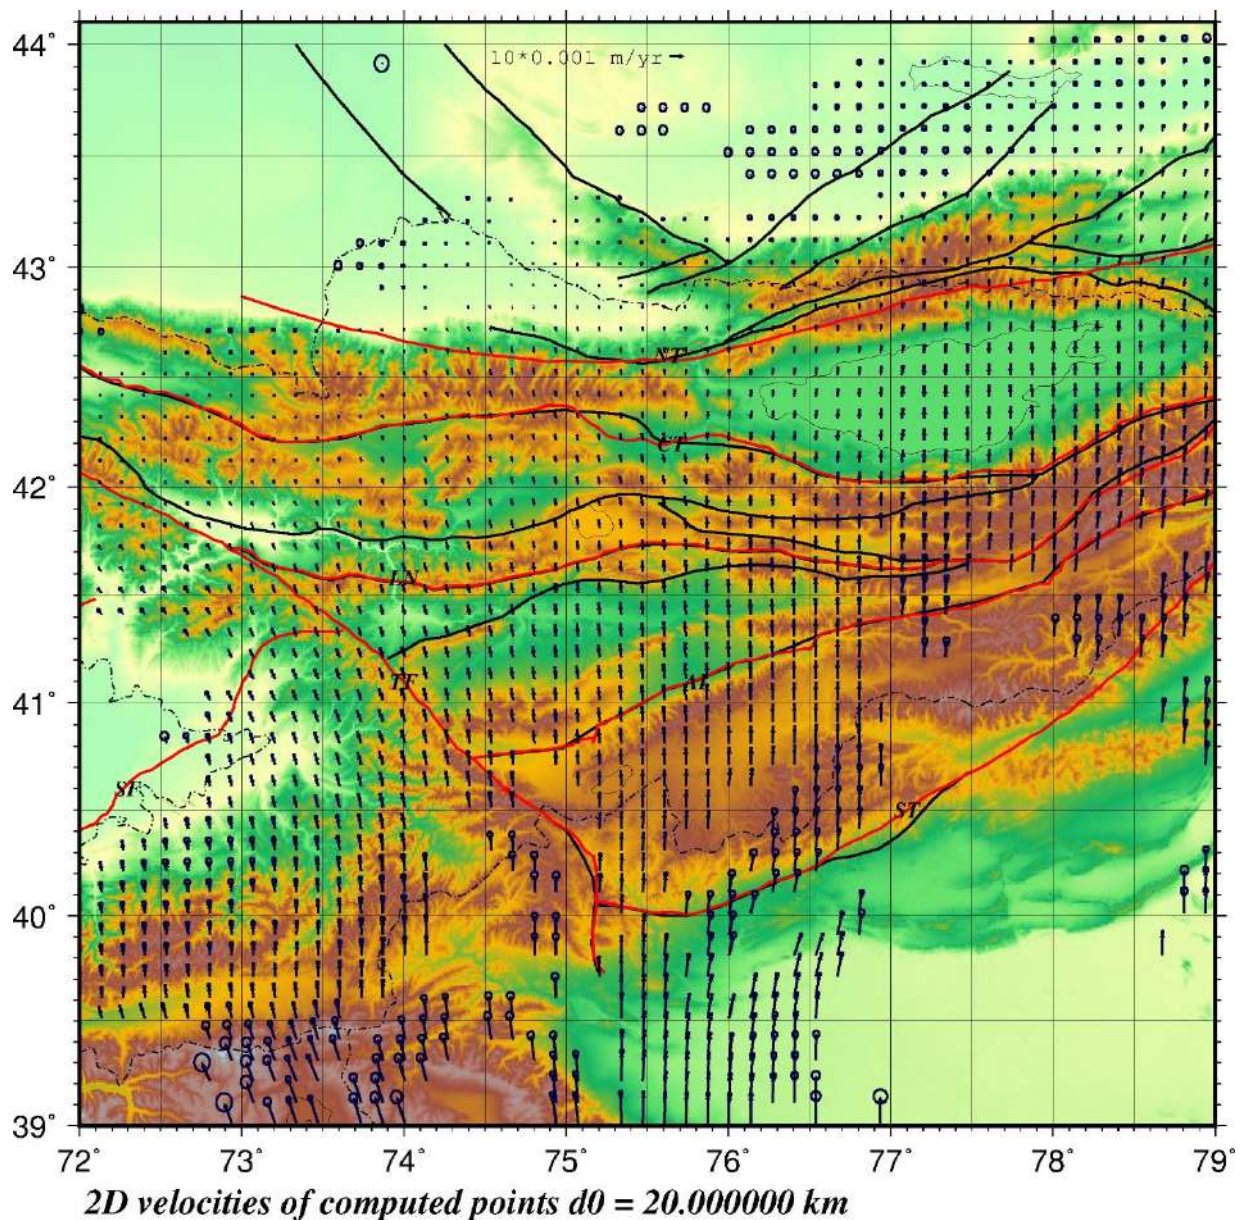 44°
10*0.001 m/yr
43°
NT
CT
42°
LN
TF
AF
41°
SF
ST
40°
39°
72° 73° 74° 75° 76° 77° 78° 79°
2D velocities of computed points d0 = 20.000000 km